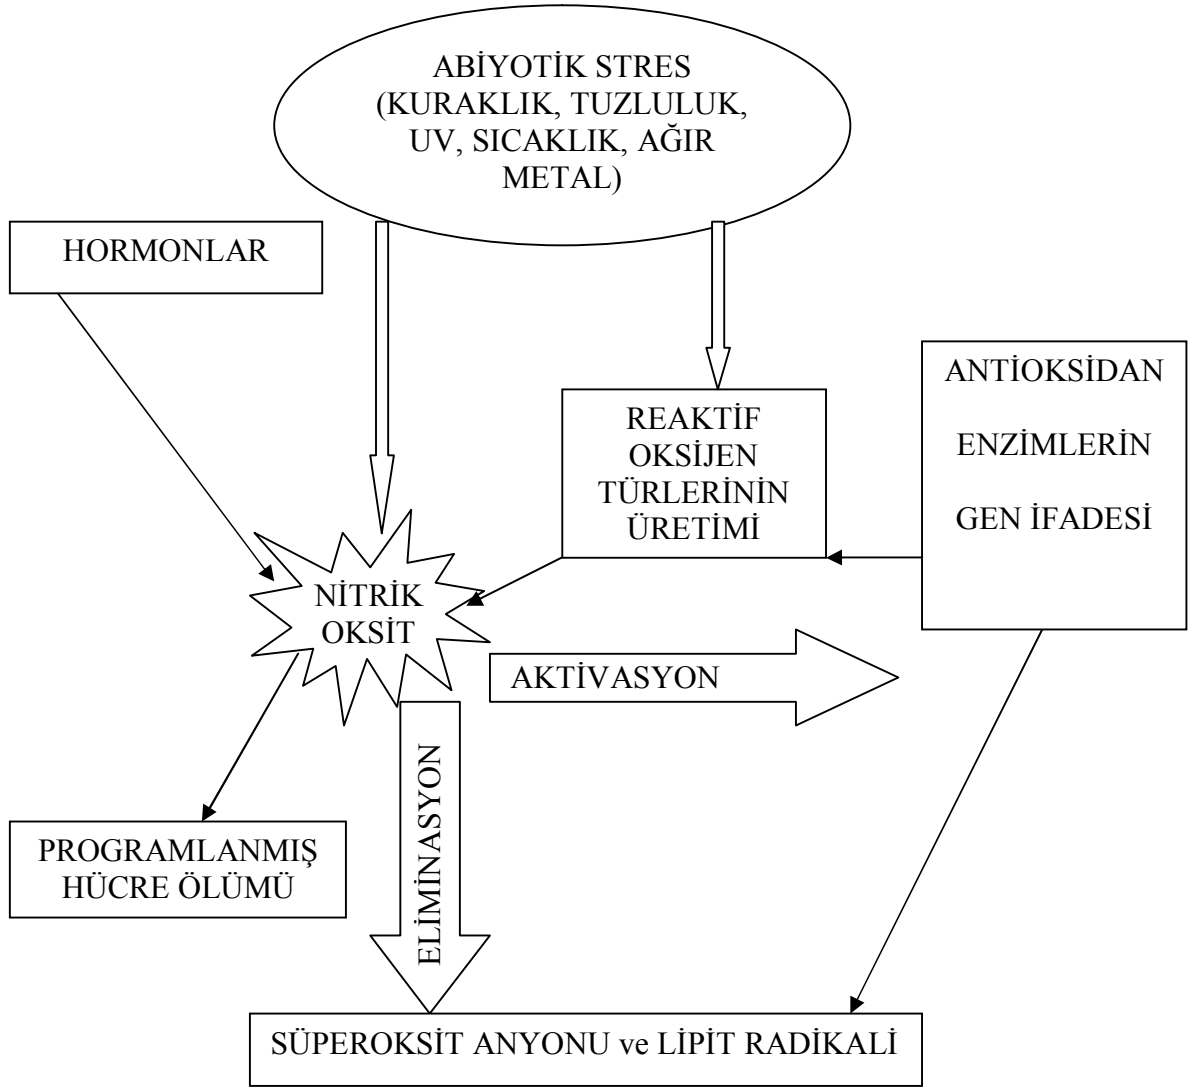 ABİYOTİK STRES
(KURAKLIK, TUZLULUK,
UV, SICAKLIK, AĞIR
METAL)
HORMONLAR
ANTİOKSİDAN
ENZİMLERİN
GEN İFADESİ
REAKTİF
OKSİJEN
TÜRLERİNİN
ÜRETİMİ
NİTRİK
OKSİT
AKTİVASYON
ELİMİNASYON
PROGRAMLANMIŞ
HÜCRE ÖLÜMÜ
SÜPEROKSİT ANYONU ve LİPİT RADİKALİ